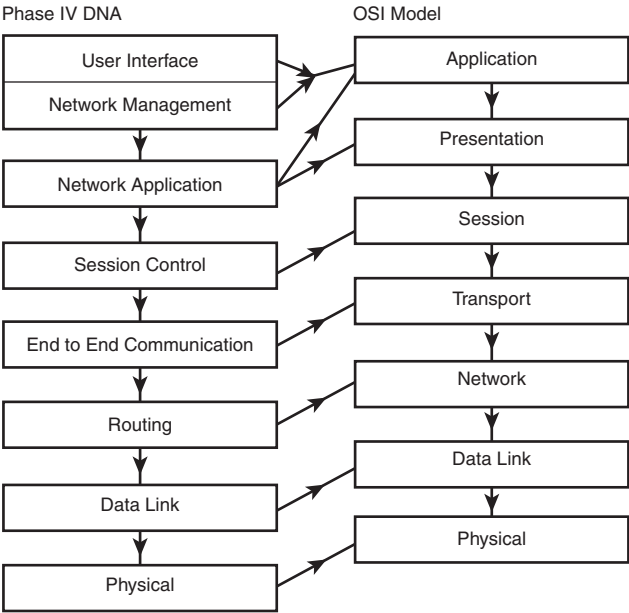 Phase IV DNA
User Interface
Network Management
Network Application
Session Control
End to End Communication
Routing
Data Link
Physical
OSI Model
Application
Presentation
Session
Transport
Network
Data Link
Physical